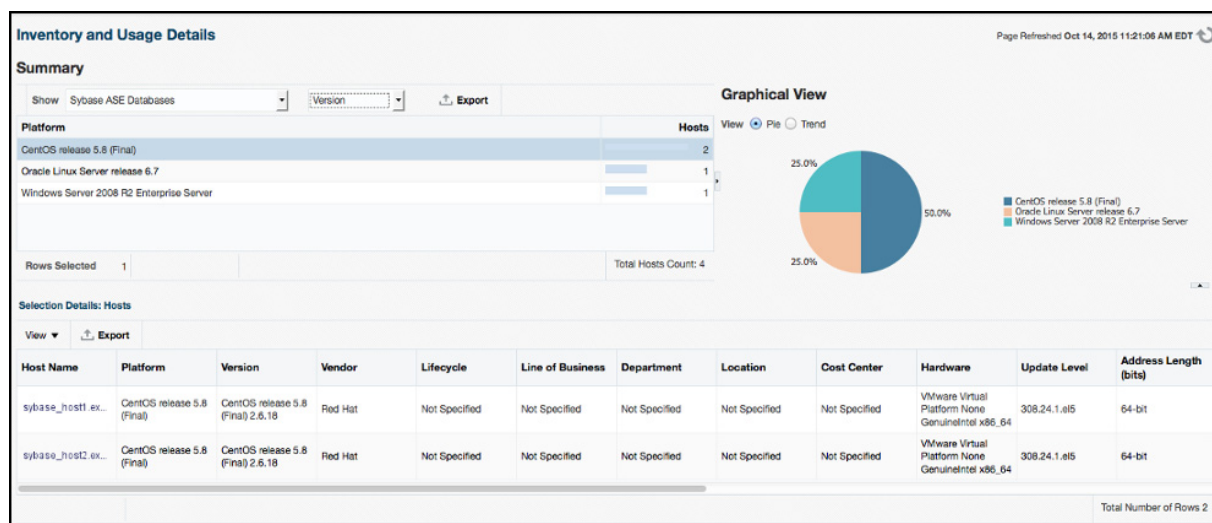 Inventory and Usage Details
Page Refreshed Oct 14, 2015 11:21:06 AM EDT
Summary
Show Sybase ASE Databases Version Export
Platform Hosts
CentOS release 5.8 (Final) 2
Oracle Linux Server release 6.7 1
Windows Server 2008 R2 Enterprise Server 1
Rows Selected 1 Total Hosts Count: 4
Graphical View
View Pie Trend
25.0%
50.0%
25.0%
CentOS release 5.8 (Final)
Oracle Linux Server release 6.7
Windows Server 2008 R2 Enterprise Server
Selection Details: Hosts
View Export
Host Name Platform Version Vendor Lifecycle Line of Business Department Location Cost Center Hardware Update Level Address Length (bits)
sybase_host1.ex... CentOS release 5.8 (Final) CentOS release 5.8 (Final) 2.6.18 Red Hat Not Specified Not Specified Not Specified Not Specified Not Specified VMware Virtual Platform None GenuineIntel x86_64 308.24.1.el5 64-bit
sybase_host2.ex... CentOS release 5.8 (Final) CentOS release 5.8 (Final) 2.6.18 Red Hat Not Specified Not Specified Not Specified Not Specified Not Specified VMware Virtual Platform None GenuineIntel x86_64 308.24.1.el5 64-bit
Total Number of Rows 2